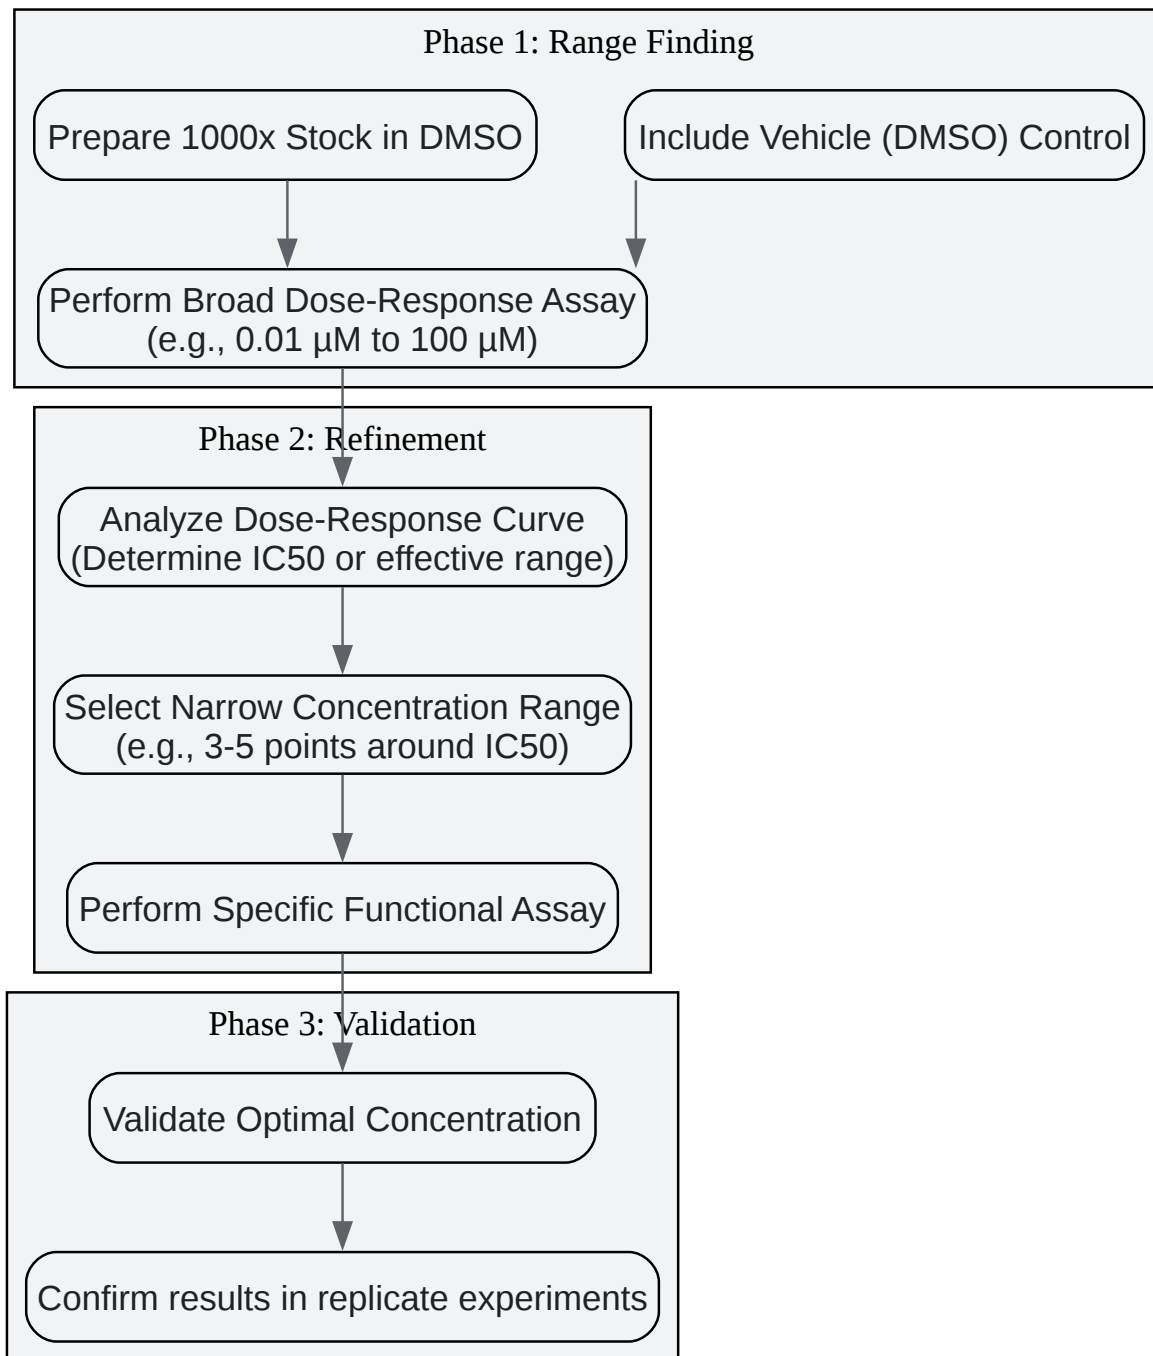 Phase 1: Range Finding
Prepare 1000x Stock in DMSO
Include Vehicle (DMSO) Control
Perform Broad Dose-Response Assay
(e.g., 0.01 µM to 100 µM)
Phase 2: Refinement
Analyze Dose-Response Curve
(Determine IC50 or effective range)
Select Narrow Concentration Range
(e.g., 3-5 points around IC50)
Perform Specific Functional Assay
Phase 3: Validation
Validate Optimal Concentration
Confirm results in replicate experiments